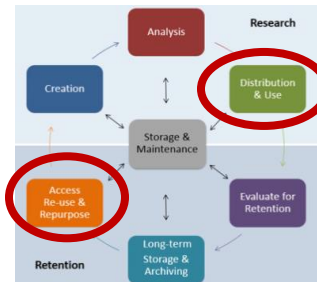 Research
Analysis
Creation
Distribution
& Use
Storage &
Maintenance
Access
Re-use &
Repurpose
Evaluate for
Retention
Long-term
Storage &
Archiving
Retention